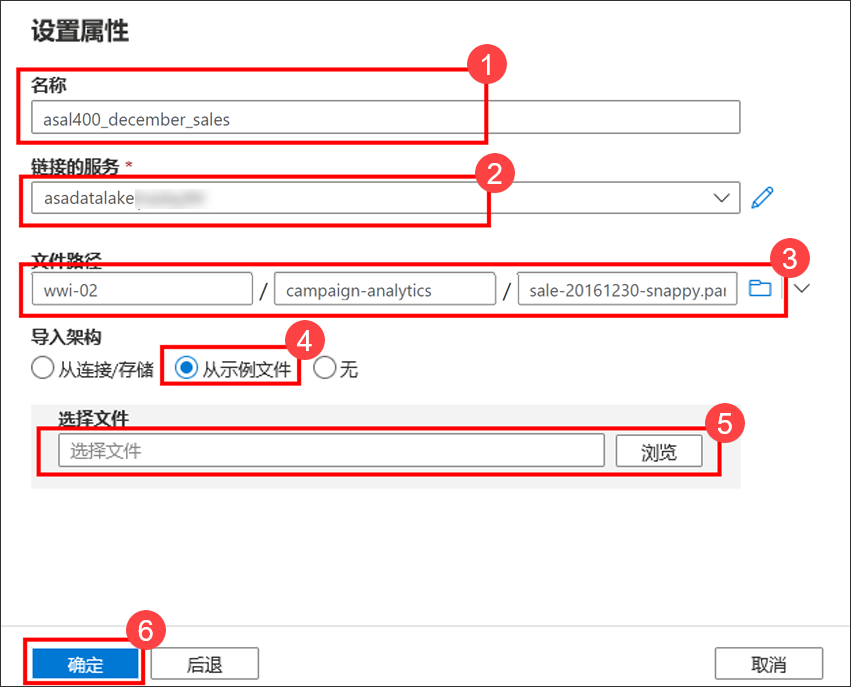 设置属性
1
名称
asal400_december_sales
链接的服务 *
2
asadatalake
文件路径
3
wwi-02 / campaign-analytics / sale-20161230-snappy.par
导入架构
4
从连接/存储 从示例文件 无
选择文件
5
选择文件 浏览
6
确定 后退 取消